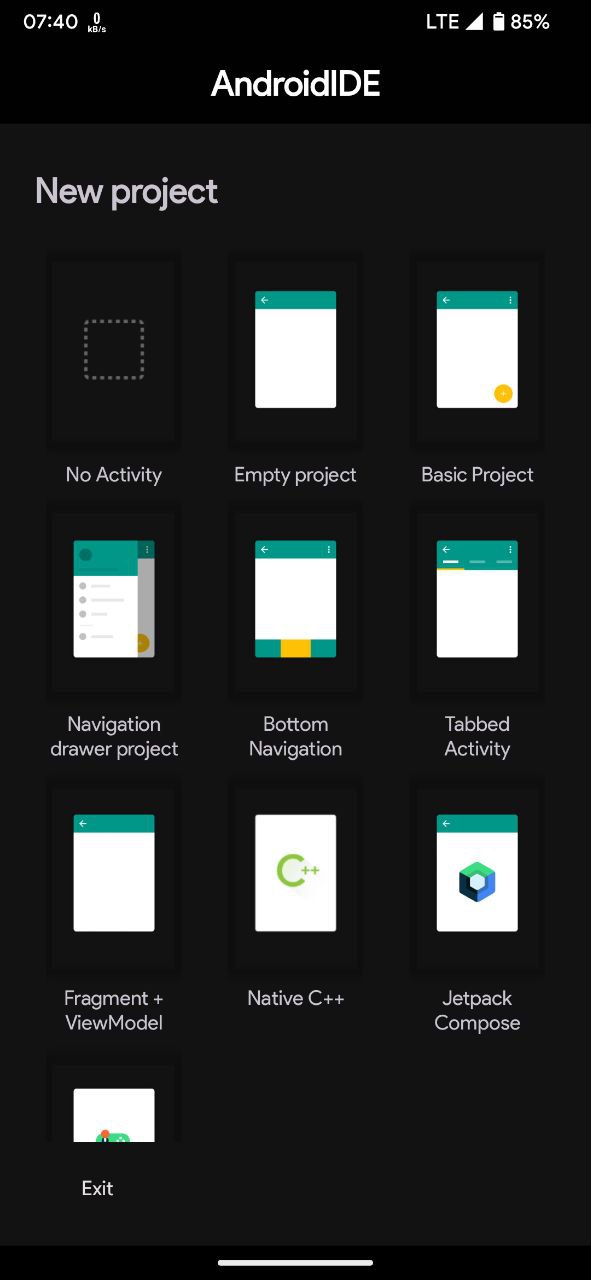 07:40 0 kB/s LTE 85%
AndroidIDE
New project
No Activity Empty project Basic Project
Navigation drawer project
Bottom Navigation
Tabbed Activity
C++
Fragment + ViewModel
Native C++
Jetpack Compose
Exit